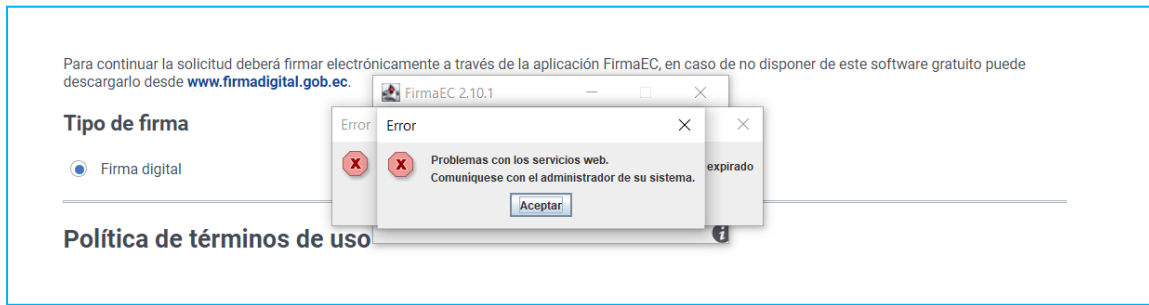 Para continuar la solicitud deberá firmar electrónicamente a través de la aplicación FirmaEC, en caso de no disponer de este software gratuito puede
descargarlo desde www.firmadigital.gob.ec.
FirmaEC 2.10.1
Tipo de firma
Error
Error
Firma digital
Problemas con los servicios web.
expirado
Comuniquese con el administrador de su sistema.
Aceptar
Política de términos de uso